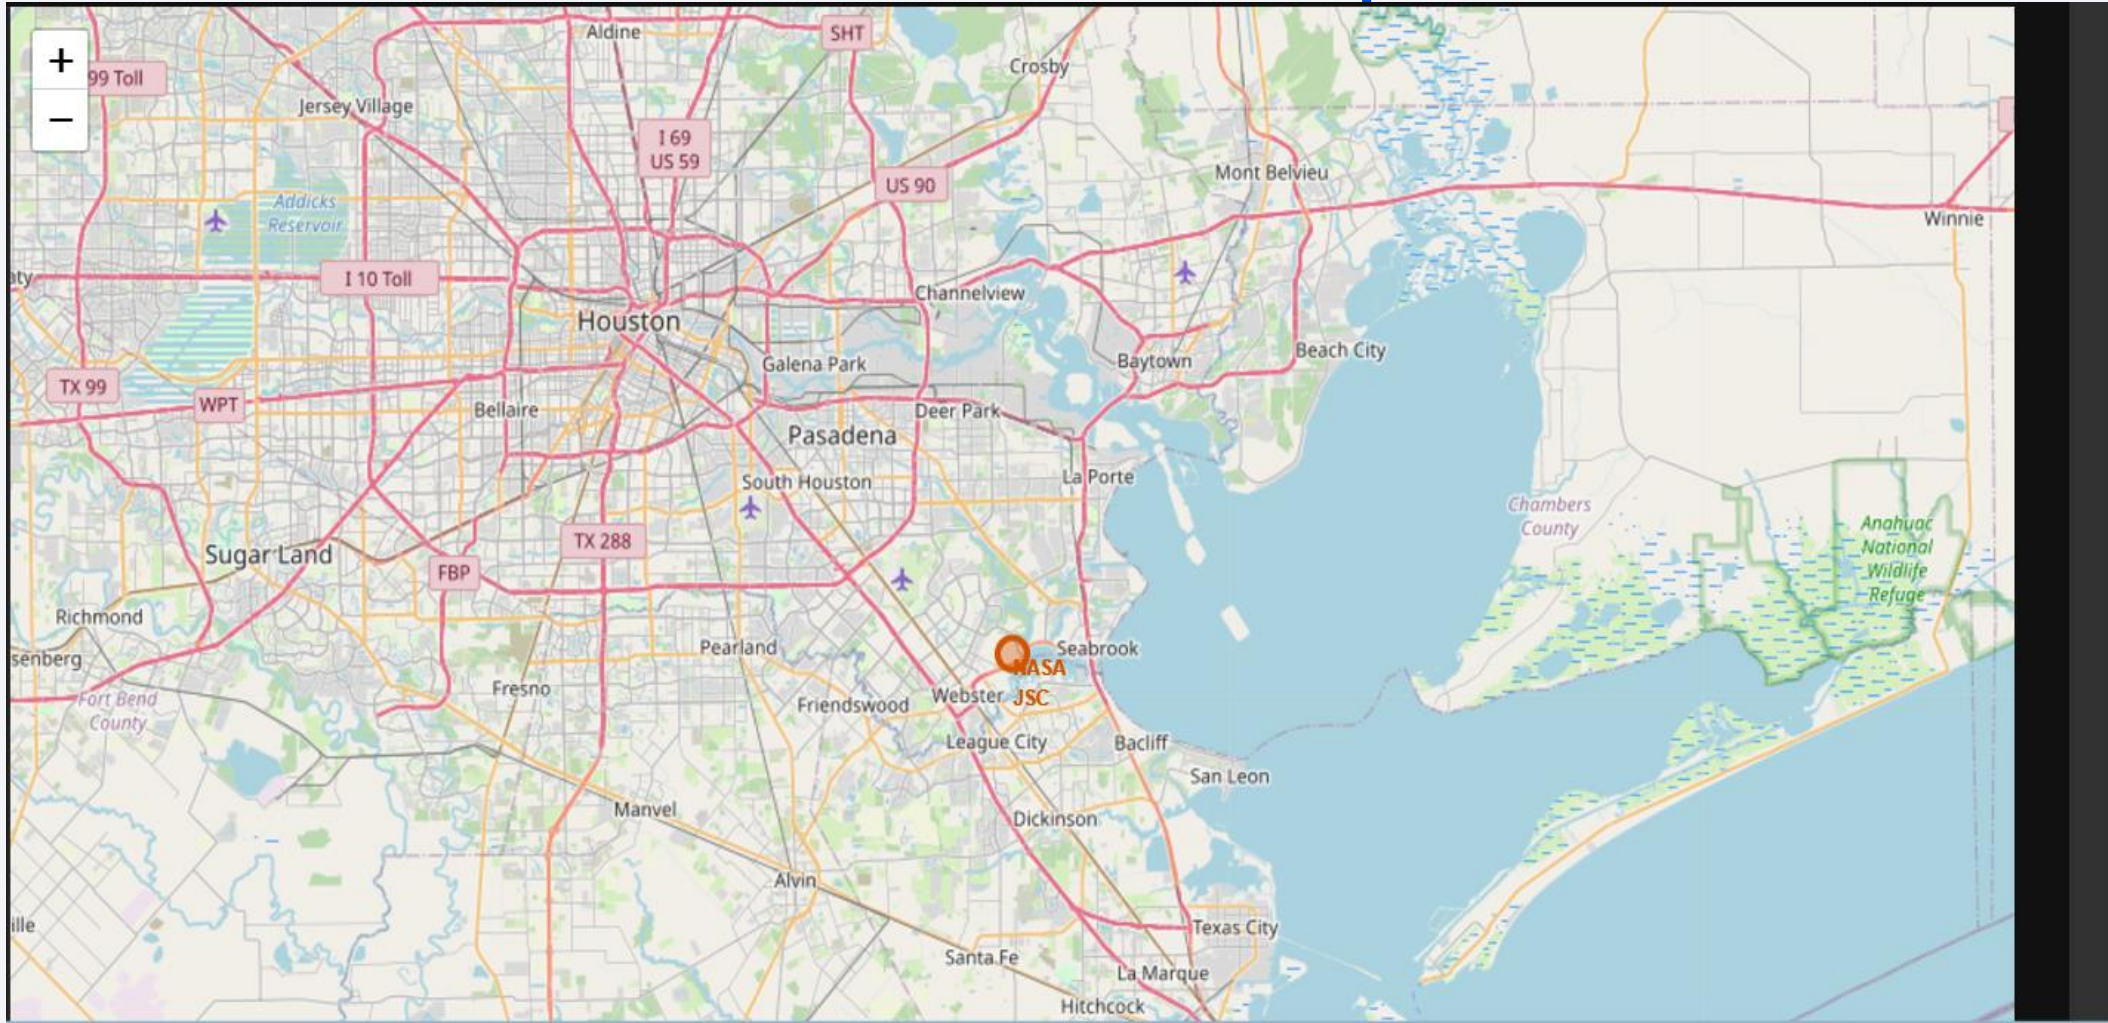 +
−
99 Toll
Aldine
SHT
Crosby
Jersey Village
I 69
US 59
US 90
Mont Belvieu
Addicks
Reservoir
Winnie
aty
I 10 Toll
Channelview
Houston
Galena Park
Baytown
Beach City
TX 99
WPT
Bellaire
Deer Park
Pasadena
La Porte
South Houston
Chambers
County
Anahuac
National
Wildlife
Refuge
TX 288
Sugar Land
FBP
Richmond
Pearland
Seabrook
senberg
NASA
JSC
Fresno
Webster
Fort Bend
County
Friendswood
League City
Bacliff
San Leon
Manvel
Dickinson
Alvin
ille
Texas City
Santa Fe
La Marque
Hitchcock